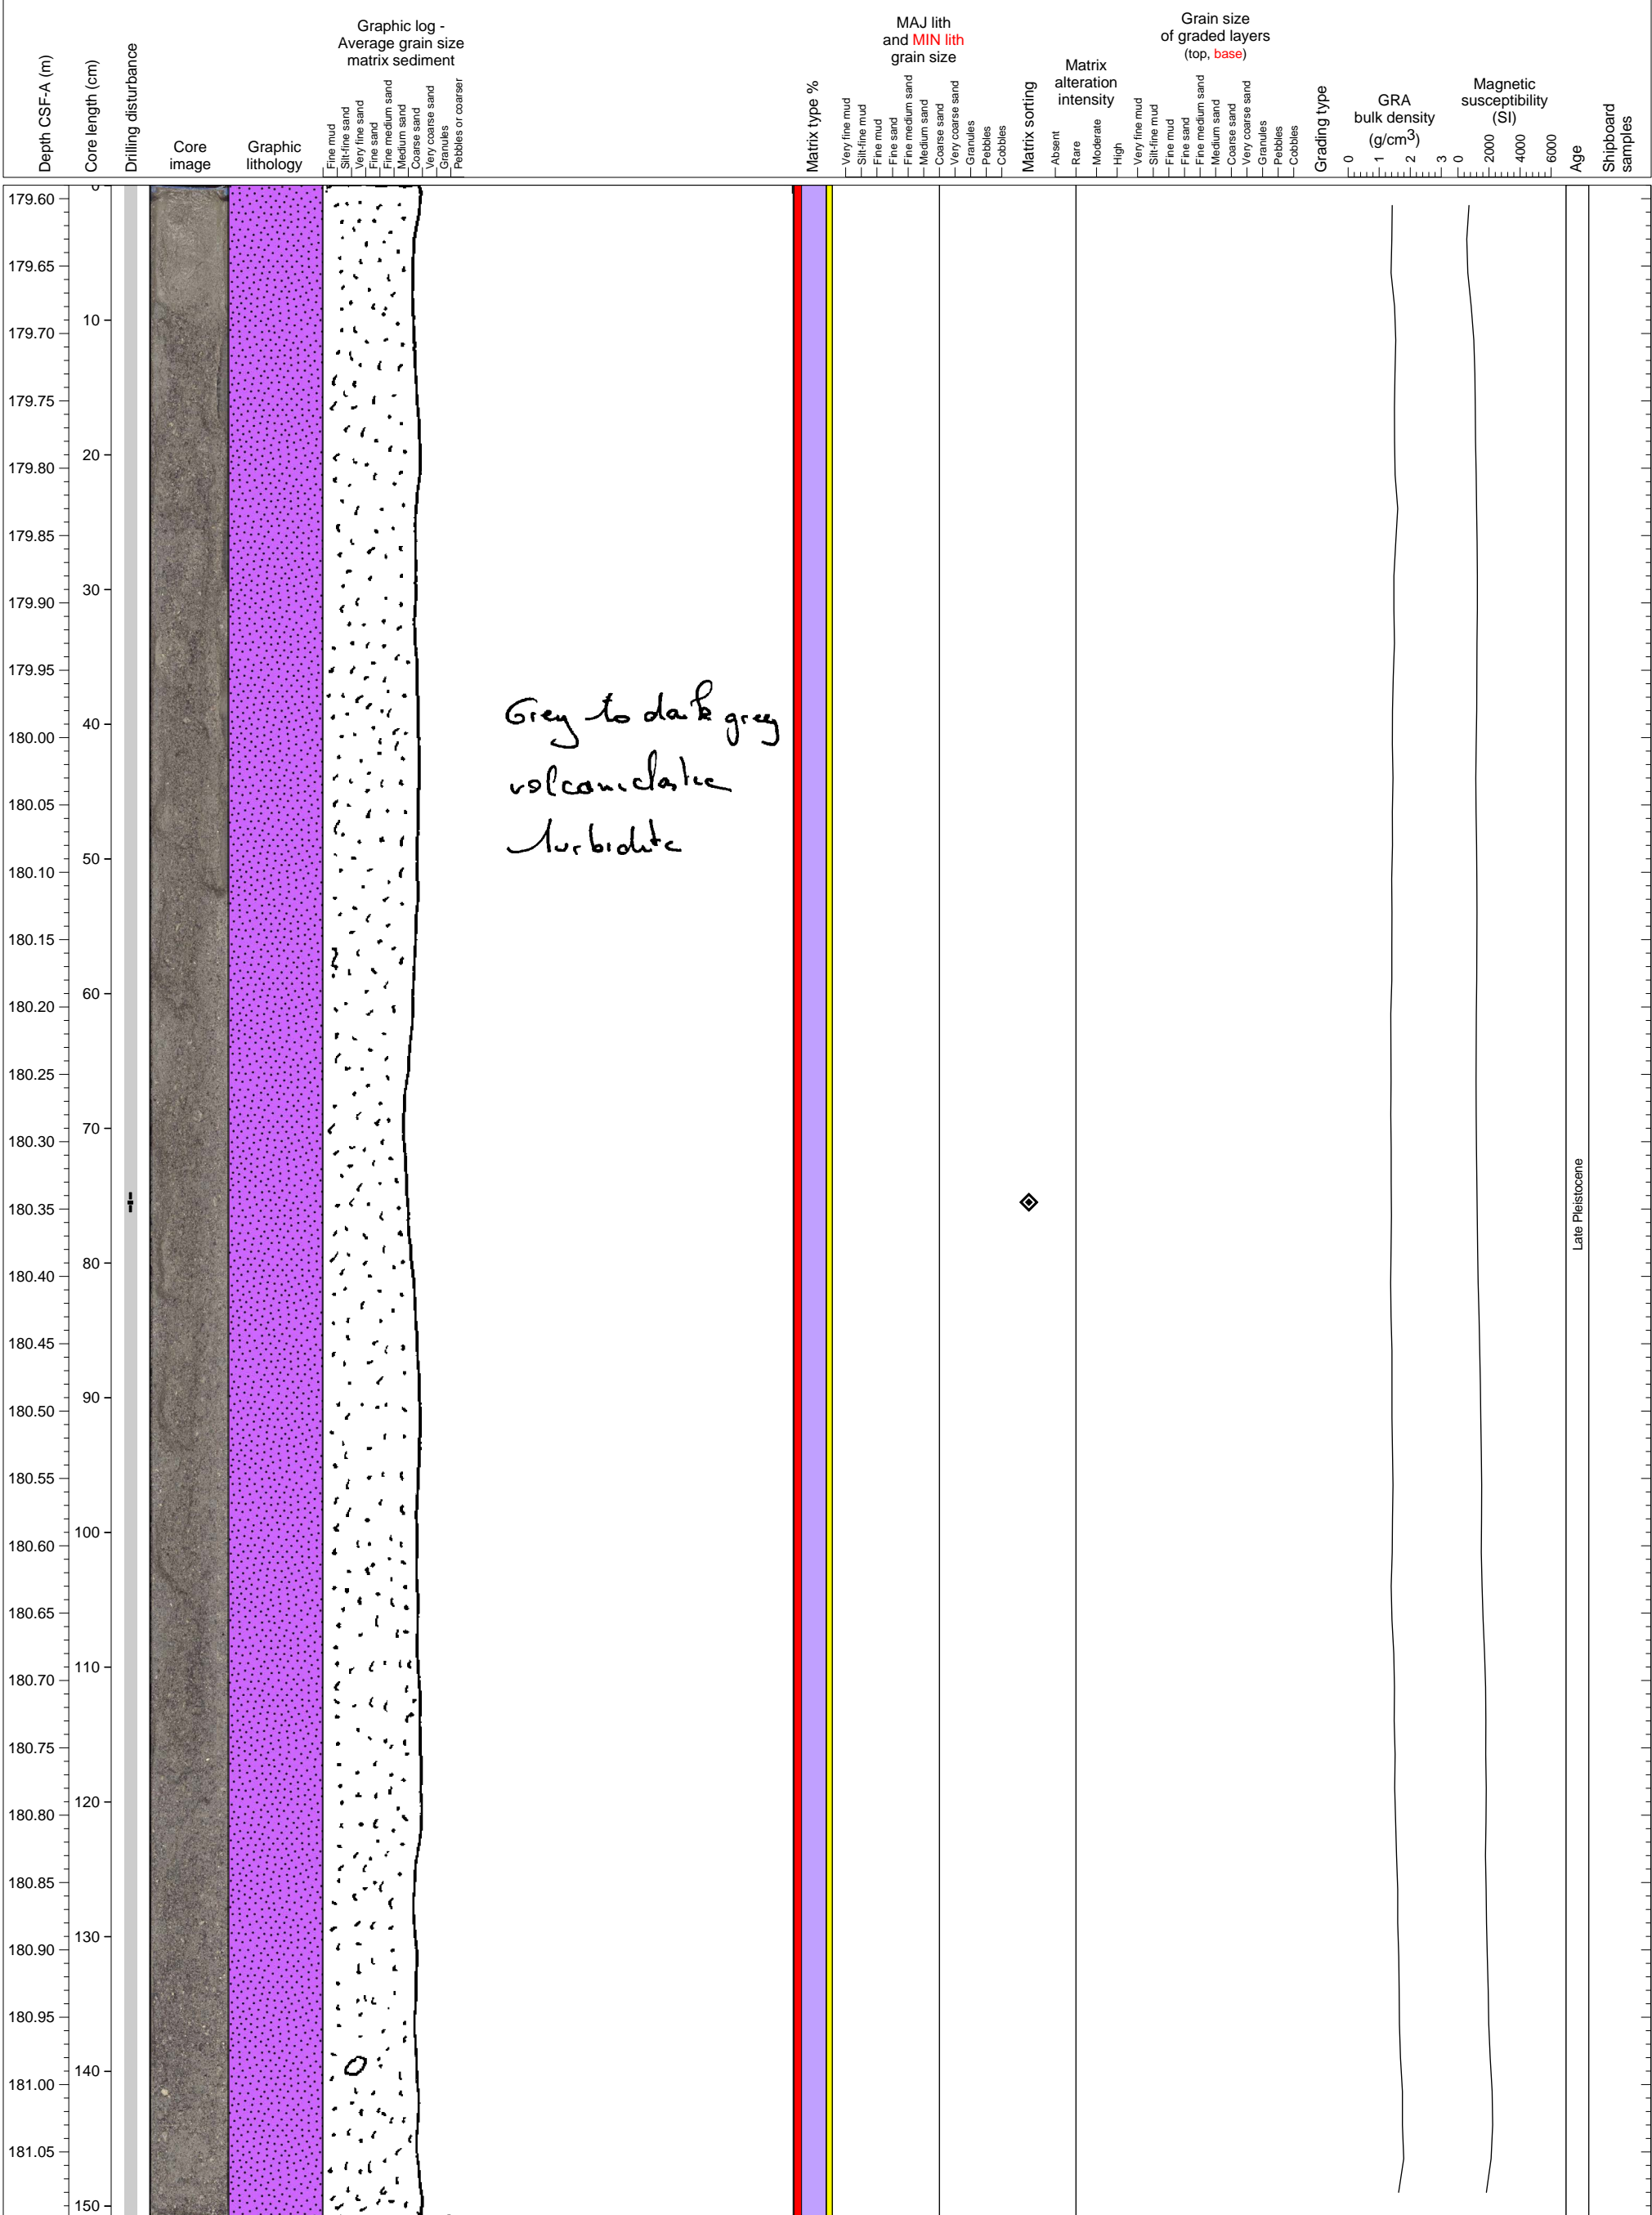 Graphic log -
Average grain size
matrix sediment
MAJ lith
and MIN lith
grain size
Grain size
of graded layers
(top, base)
Matrix
alteration
intensity
Depth CSF-A (m)
Core length (cm)
Drilling disturbance
Core
image
Graphic
lithology
Fine mud
Silt-fine sand
Very fine sand
Fine sand
Fine medium sand
Medium sand
Coarse sand
Very coarse sand
Granules
Pebbles or coarser
Matrix type %
Very fine mud
Silt-fine mud
Fine mud
Fine sand
Fine medium sand
Medium sand
Coarse sand
Very coarse sand
Granules
Pebbles
Cobbles
Matrix sorting
Absent
Rare
Moderate
High
Very fine mud
Silt-fine mud
Fine mud
Fine sand
Fine medium sand
Medium sand
Coarse sand
Very coarse sand
Granules
Pebbles
Cobbles
Grading type
GRA
bulk density
(g/cm3)
0 1 2 3
Magnetic
susceptibility
(SI)
0 2000 4000 6000
Age
Shipboard
samples
0
179.60
179.65
10
179.70
179.75
20
179.80
179.85
30
179.90
179.95
Grey to dark grey
40
180.00
volcaniclastic
180.05
turbidite
50
180.10
180.15
60
180.20
180.25
70
180.30
180.35
Late Pleistocene
80
180.40
180.45
90
180.50
180.55
100
180.60
180.65
110
180.70
180.75
120
180.80
180.85
130
180.90
180.95
140
181.00
181.05
150